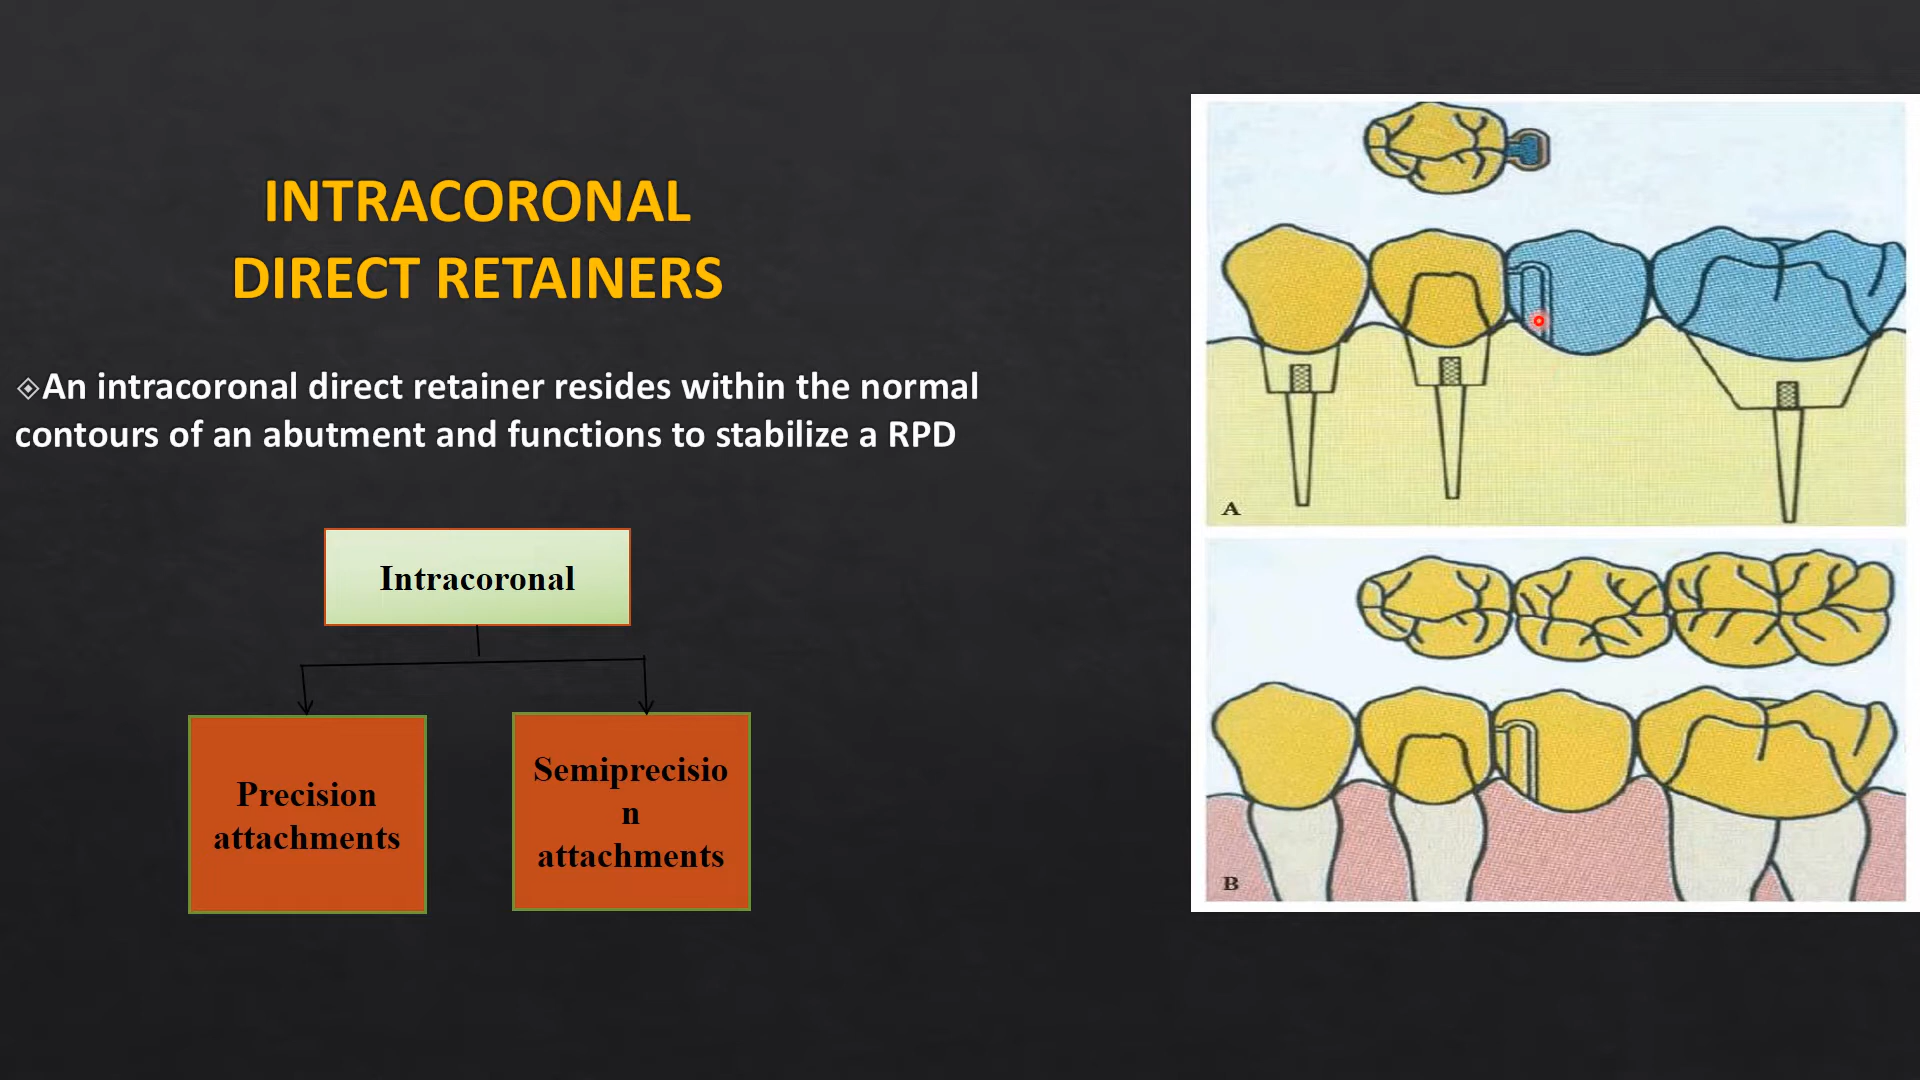 INTRACORONAL
DIRECT RETAINERS
An intracoronal direct retainer resides within the normal
contours of an abutment and functions to stabilize a RPD
Intracoronal
Precision
attachments
Semiprecisio
n
attachments
A
B